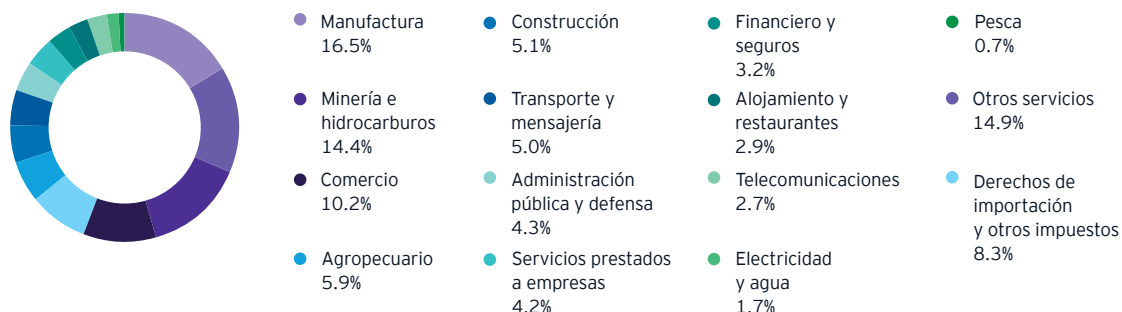 Manufactura
16.5%
Minería e
hidrocarburos
14.4%
Comercio
10.2%
Agropecuario
5.9%
Construcción
5.1%
Transporte y
mensajería
5.0%
Administración
pública y defensa
4.3%
Servicios prestados
a empresas
4.2%
Financiero y
seguros
3.2%
Alojamiento y
restaurantes
2.9%
Telecomunicaciones
2.7%
Electricidad
y agua
1.7%
Pesca
0.7%
Otros servicios
14.9%
Derechos de
importación
y otros impuestos
8.3%